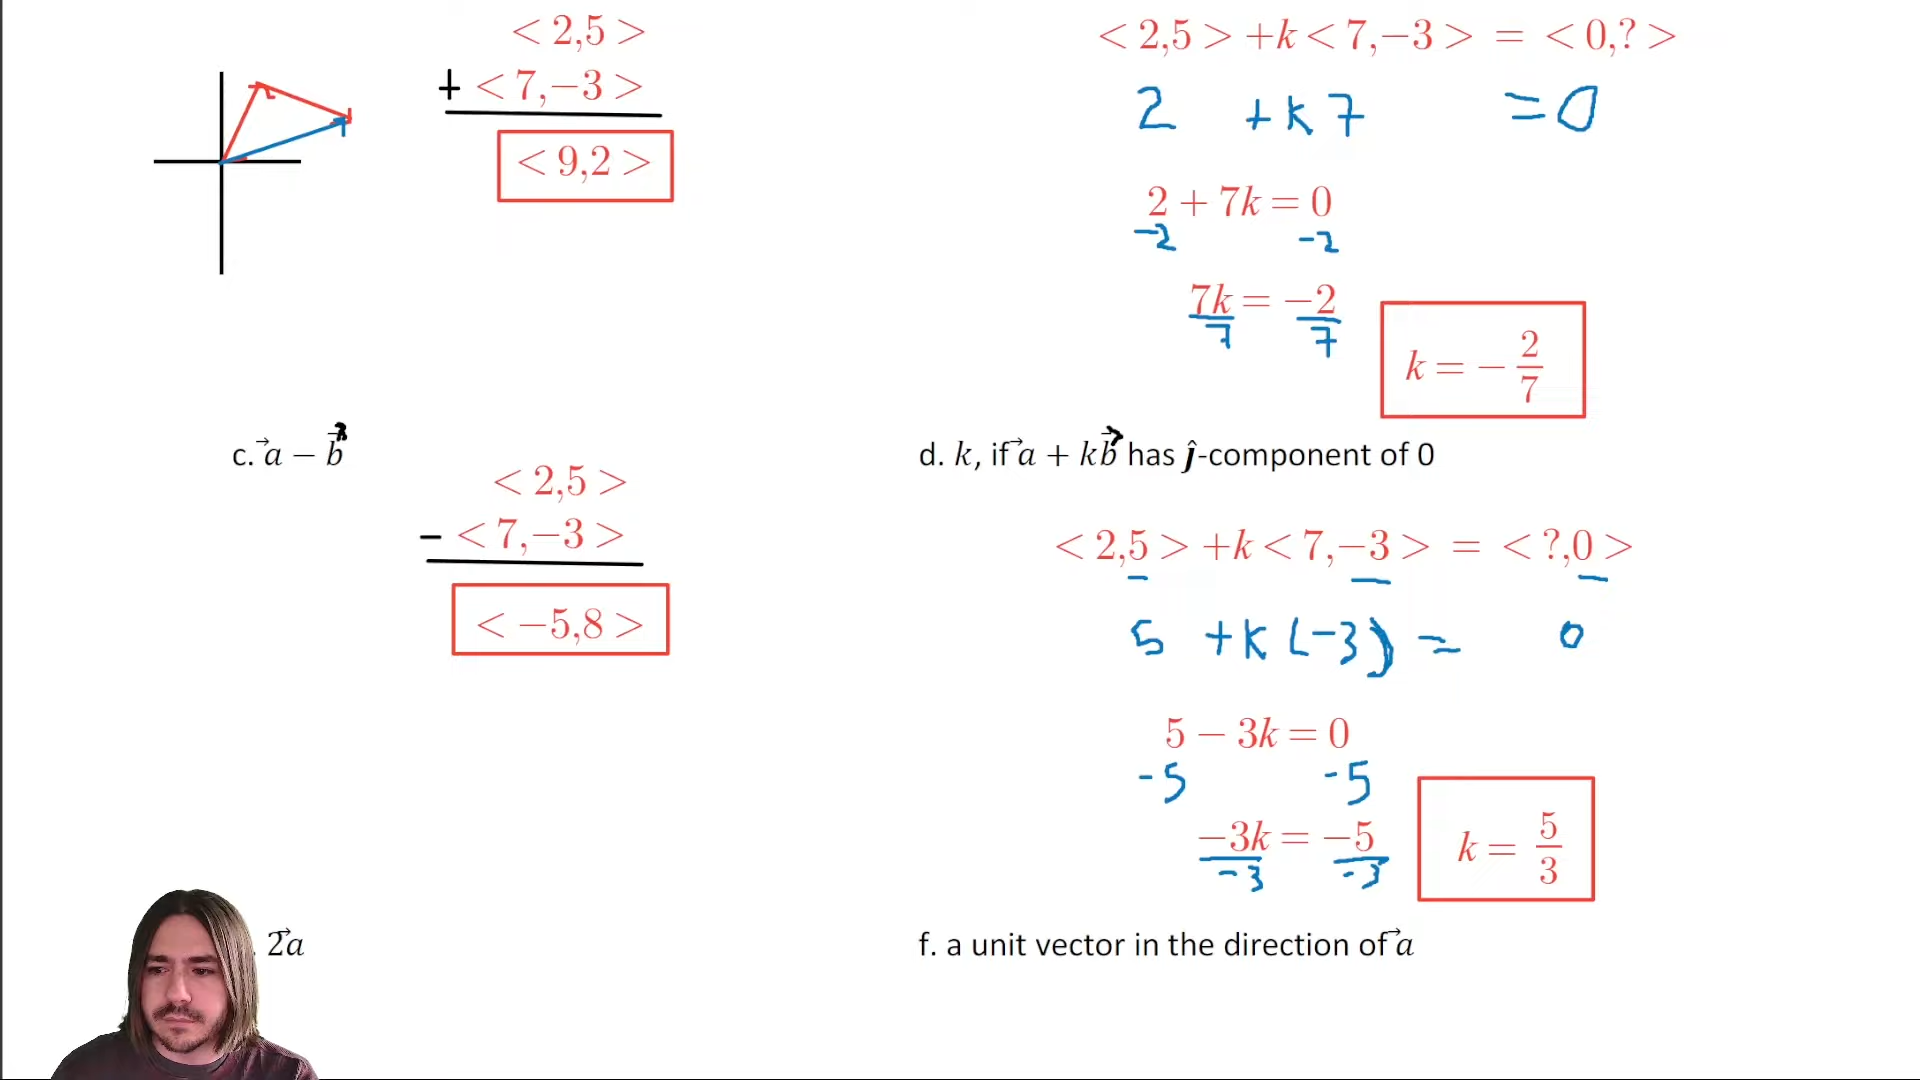 < 2,5 >
+ < 7,−3 >
< 9,2 >
< 2,5 > +k < 7,−3 > = < 0,? >
2 +k 7 =0
2 + 7k = 0
-2 -2
7k = −2
7 7
k = − 2/7
c. a⃗ − b⃗
< 2,5 >
− < 7,−3 >
< −5,8 >
d. k, if a⃗ + kb⃗ has ĵ-component of 0
< 2,5 > +k < 7,−3 > = < ?,0 >
5 +k (-3) = 0
5 − 3k = 0
-5 -5
−3k = −5
-3 -3
k = 5/3
. 2a⃗
f. a unit vector in the direction of a⃗